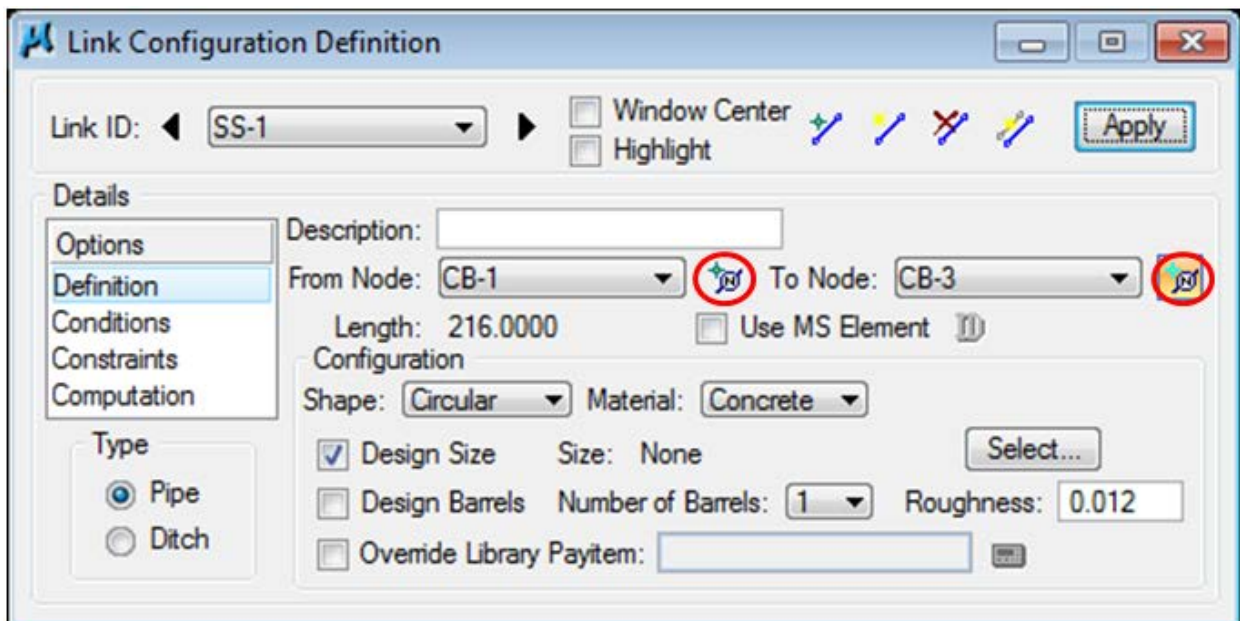 Link Configuration Definition
Link ID: SS-1 Window Center Apply
Highlight
Details
Options Description:
Definition From Node: CB-1 To Node: CB-3
Conditions Length: 216.0000 Use MS Element ID
Constraints Configuration
Computation Shape: Circular Material: Concrete
Type Design Size Size: None Select...
Pipe Design Barrels Number of Barrels: 1 Roughness: 0.012
Ditch Override Library Payitem: